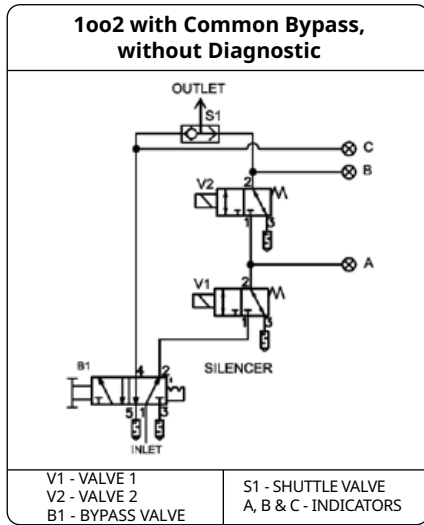 1oo2 with Common Bypass,
without Diagnostic
OUTLET
S1
C
B
2
V2
1
3
A
2
V1
1
3
SILENCER
B1
4
2
5
1
3
INLET
V1 - VALVE 1
V2 - VALVE 2
B1 - BYPASS VALVE
S1 - SHUTTLE VALVE
A, B & C - INDICATORS